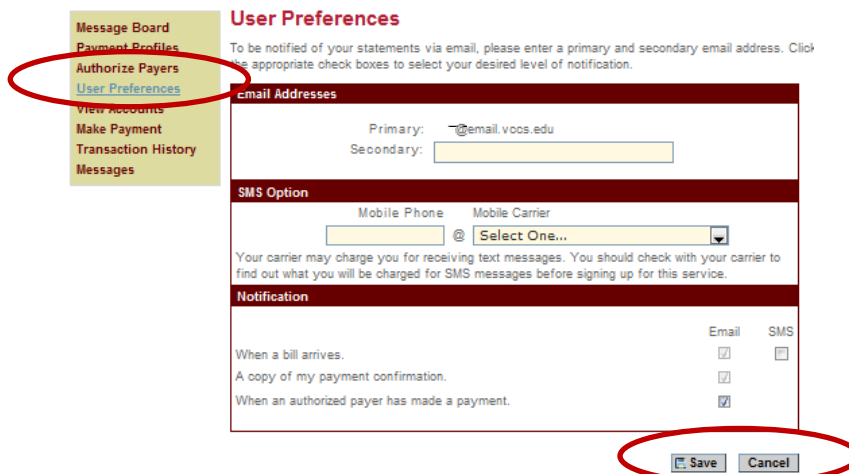 Message Board
Payment Profiles
Authorize Payers
User Preferences
View Accounts
Make Payment
Transaction History
Messages
User Preferences
To be notified of your statements via email, please enter a primary and secondary email address. Click
the appropriate check boxes to select your desired level of notification.
Email Addresses
Primary: @email.vccs.edu
Secondary:
SMS Option
Mobile Phone Mobile Carrier
@ Select One...
Your carrier may charge you for receiving text messages. You should check with your carrier to
find out what you will be charged for SMS messages before signing up for this service.
Notification
Email SMS
When a bill arrives.
A copy of my payment confirmation.
When an authorized payer has made a payment.
Save Cancel